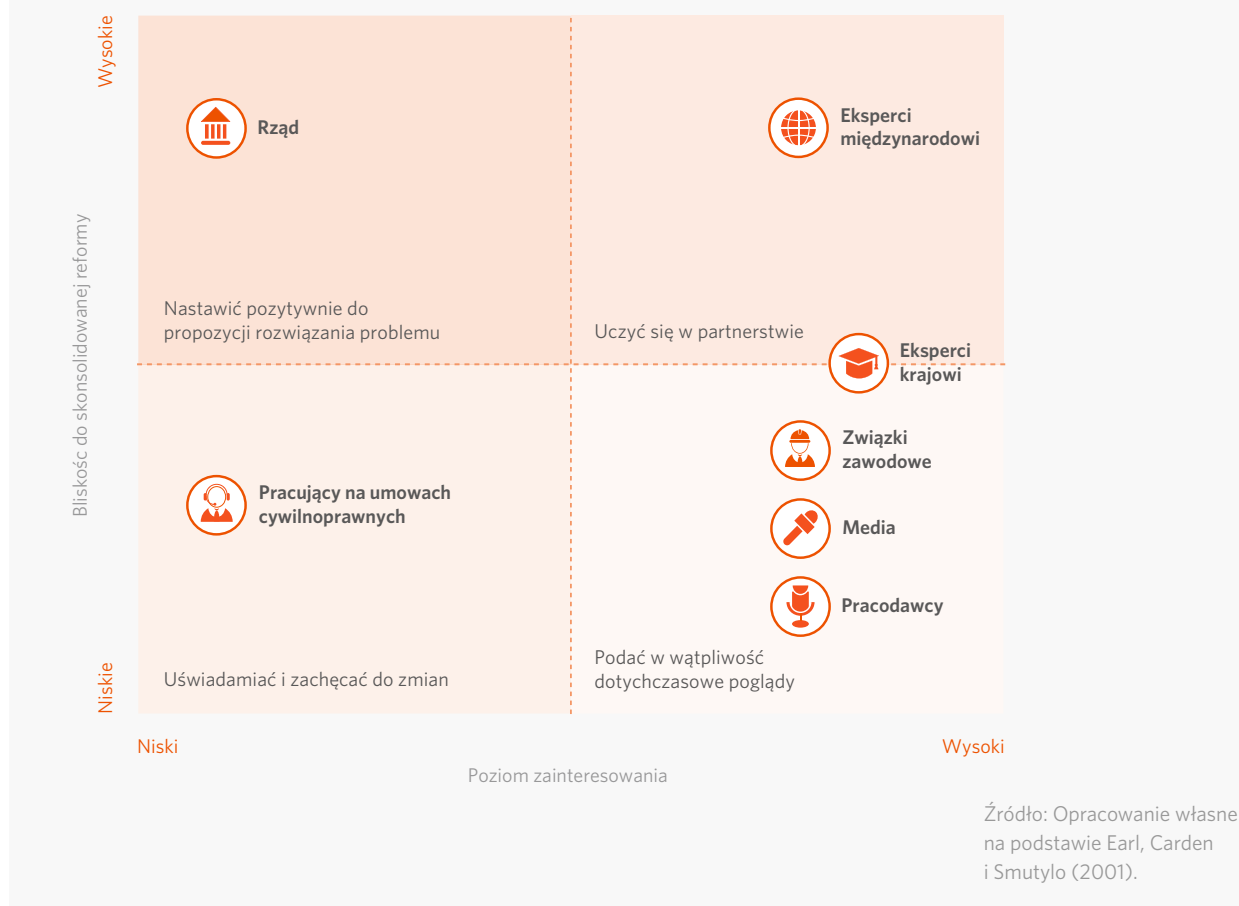 Wysokie
Rząd
Eksperci
międzynarodowi
Bliskośc do skonsolidowanej reformy
Nastawić pozytywnie do
propozycji rozwiązania problemu
Uczyć się w partnerstwie
Eksperci
krajowi
Związki
zawodowe
Pracujący na umowach
cywilnoprawnych
Media
Pracodawcy
Podać w wątpliwość
dotychczasowe poglądy
Uświadamiać i zachęcać do zmian
Niskie
Niski
Wysoki
Poziom zainteresowania
Źródło: Opracowanie własne
na podstawie Earl, Carden
i Smutylo (2001).